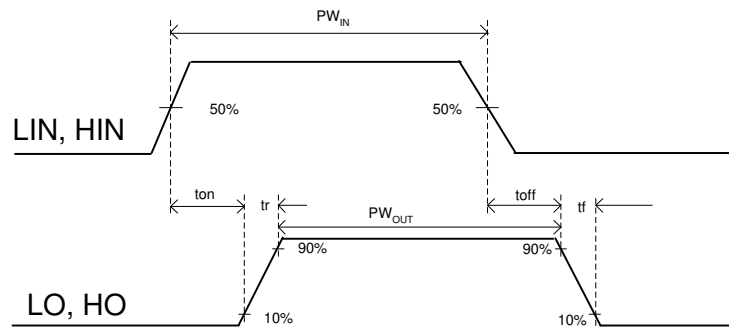 PW_IN
50% 50%
LIN, HIN
ton toff
tr tf
PW_OUT
90% 90%
LO, HO
10% 10%